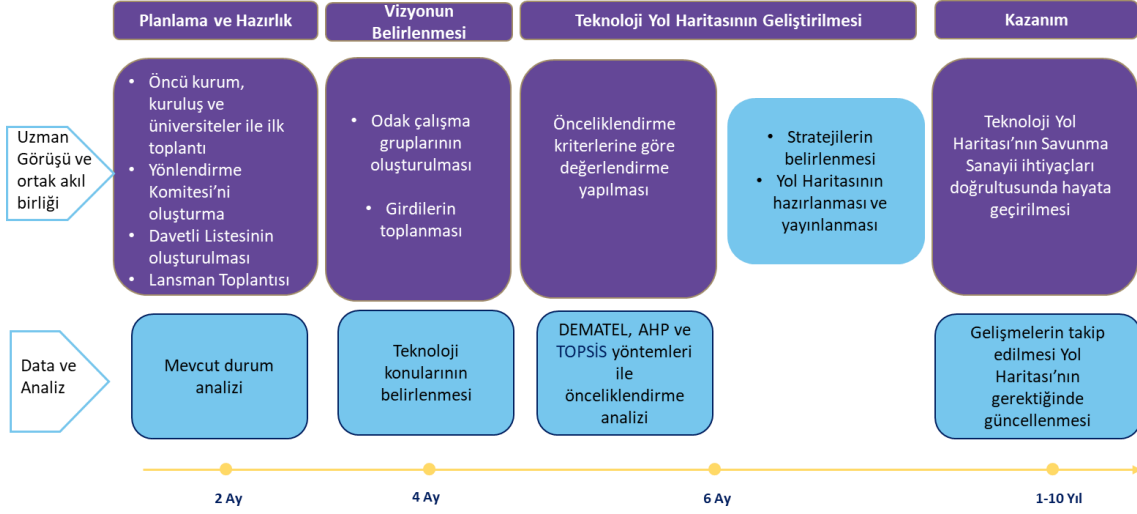 Planlama ve Hazırlık
Vizyonun
Belirlenmesi
Teknoloji Yol Haritasının Geliştirilmesi
Kazanım
Uzman
Görüşü ve
ortak akıl
birliği
• Öncü kurum,
kuruluş ve
üniversiteler ile ilk
toplantı
• Yönlendirme
Komitesi’ni
oluşturma
• Davetli Listesinin
oluşturulması
• Lansman Toplantısı
• Odak çalışma
gruplarının
oluşturulması
• Girdilerin
toplanması
Önceliklendirme
kriterlerine göre
değerlendirme
yapılması
• Stratejilerin
belirlenmesi
• Yol Haritasının
hazırlanması ve
yayınlanması
Teknoloji Yol
Haritası’nın Savunma
Sanayii ihtiyaçları
doğrultusunda hayata
geçirilmesi
Data ve
Analiz
Mevcut durum
analizi
Teknoloji
konularının
belirlenmesi
DEMATEL, AHP ve
TOPSİS yöntemleri
ile
önceliklendirme
analizi
Gelişmelerin takip
edilmesi Yol
Haritası’nın
gerektiğinde
güncellenmesi
2 Ay
4 Ay
6 Ay
1-10 Yıl